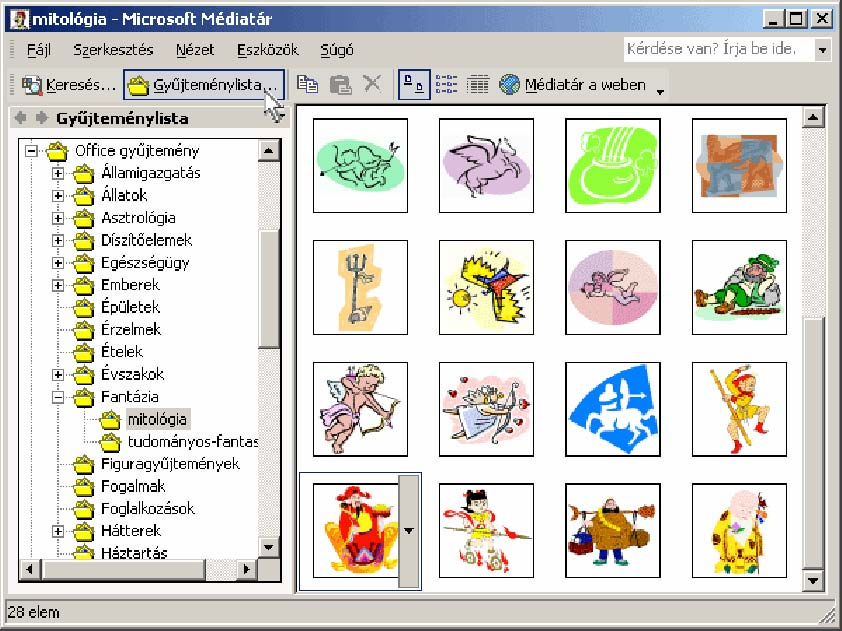 mitológia - Microsoft Médiatár
Fájl Szerkesztés Nézet Eszközök Súgó Kérdése van? Írja be ide.
Keresés... Gyűjteménylista... Médiatár a weben
Gyűjteménylista
Office gyűjtemény
Államigazgatás
Állatok
Asztrológia
Díszítőelemek
Egészségügy
Emberek
Épületek
Érzelmek
Ételek
Évszakok
Fantázia
mitológia
tudományos-fantas
Figuragyűjtemények
Fogalmak
Foglalkozások
Hátterek
Háztartás
28 elem